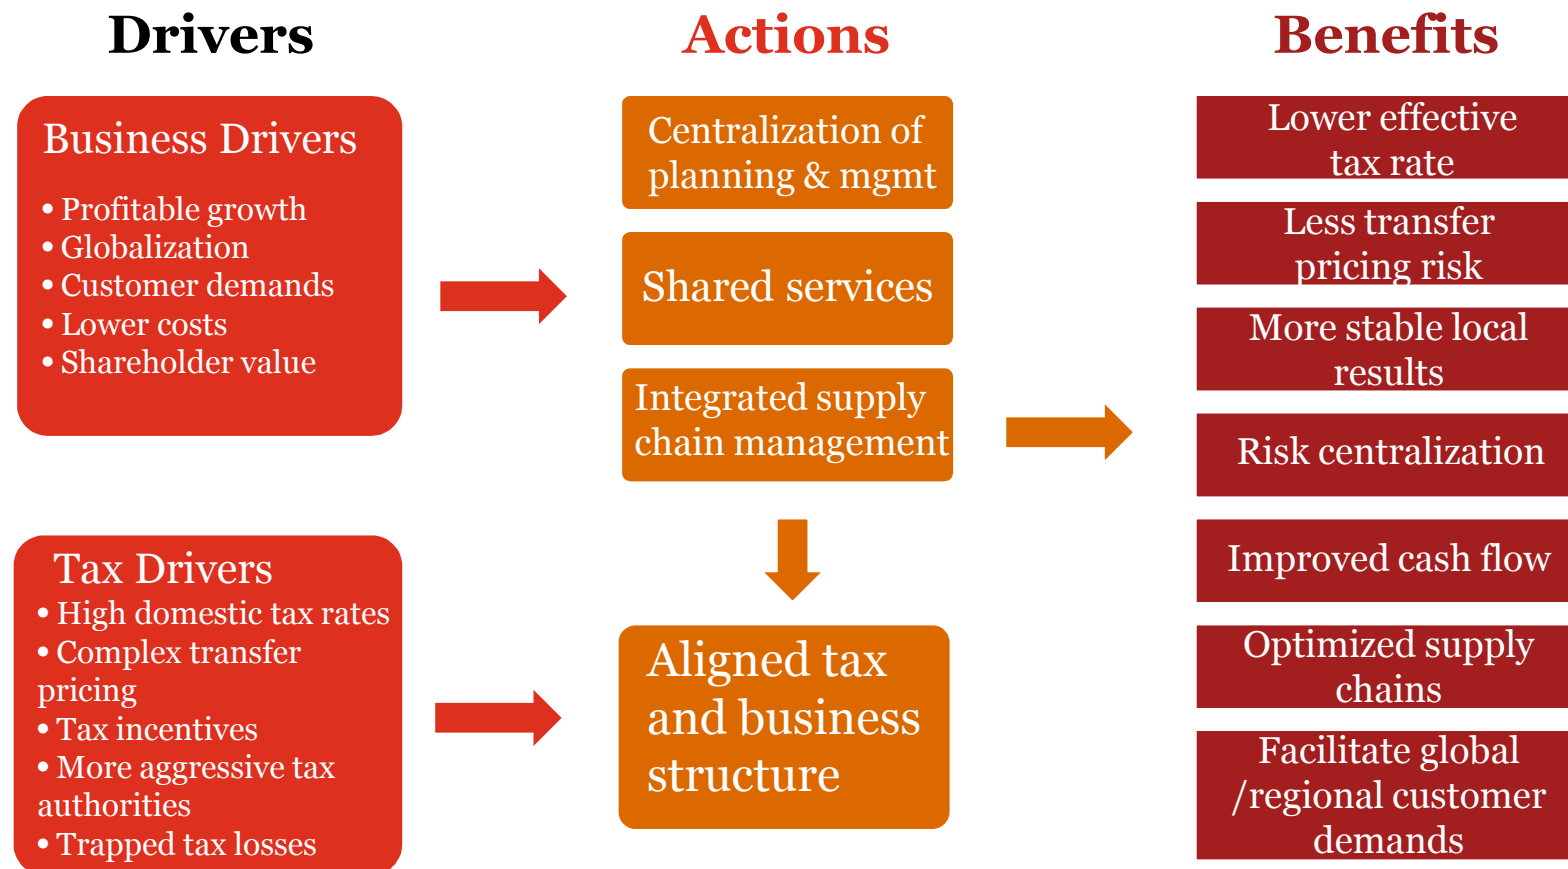 Drivers
Business Drivers
• Profitable growth
• Globalization
• Customer demands
• Lower costs
• Shareholder value
Tax Drivers
• High domestic tax rates
• Complex transfer
pricing
• Tax incentives
• More aggressive tax
authorities
• Trapped tax losses
Actions
Centralization of
planning & mgmt
Shared services
Integrated supply
chain management
Aligned tax
and business
structure
Benefits
Lower effective
tax rate
Less transfer
pricing risk
More stable local
results
Risk centralization
Improved cash flow
Optimized supply
chains
Facilitate global
/regional customer
demands